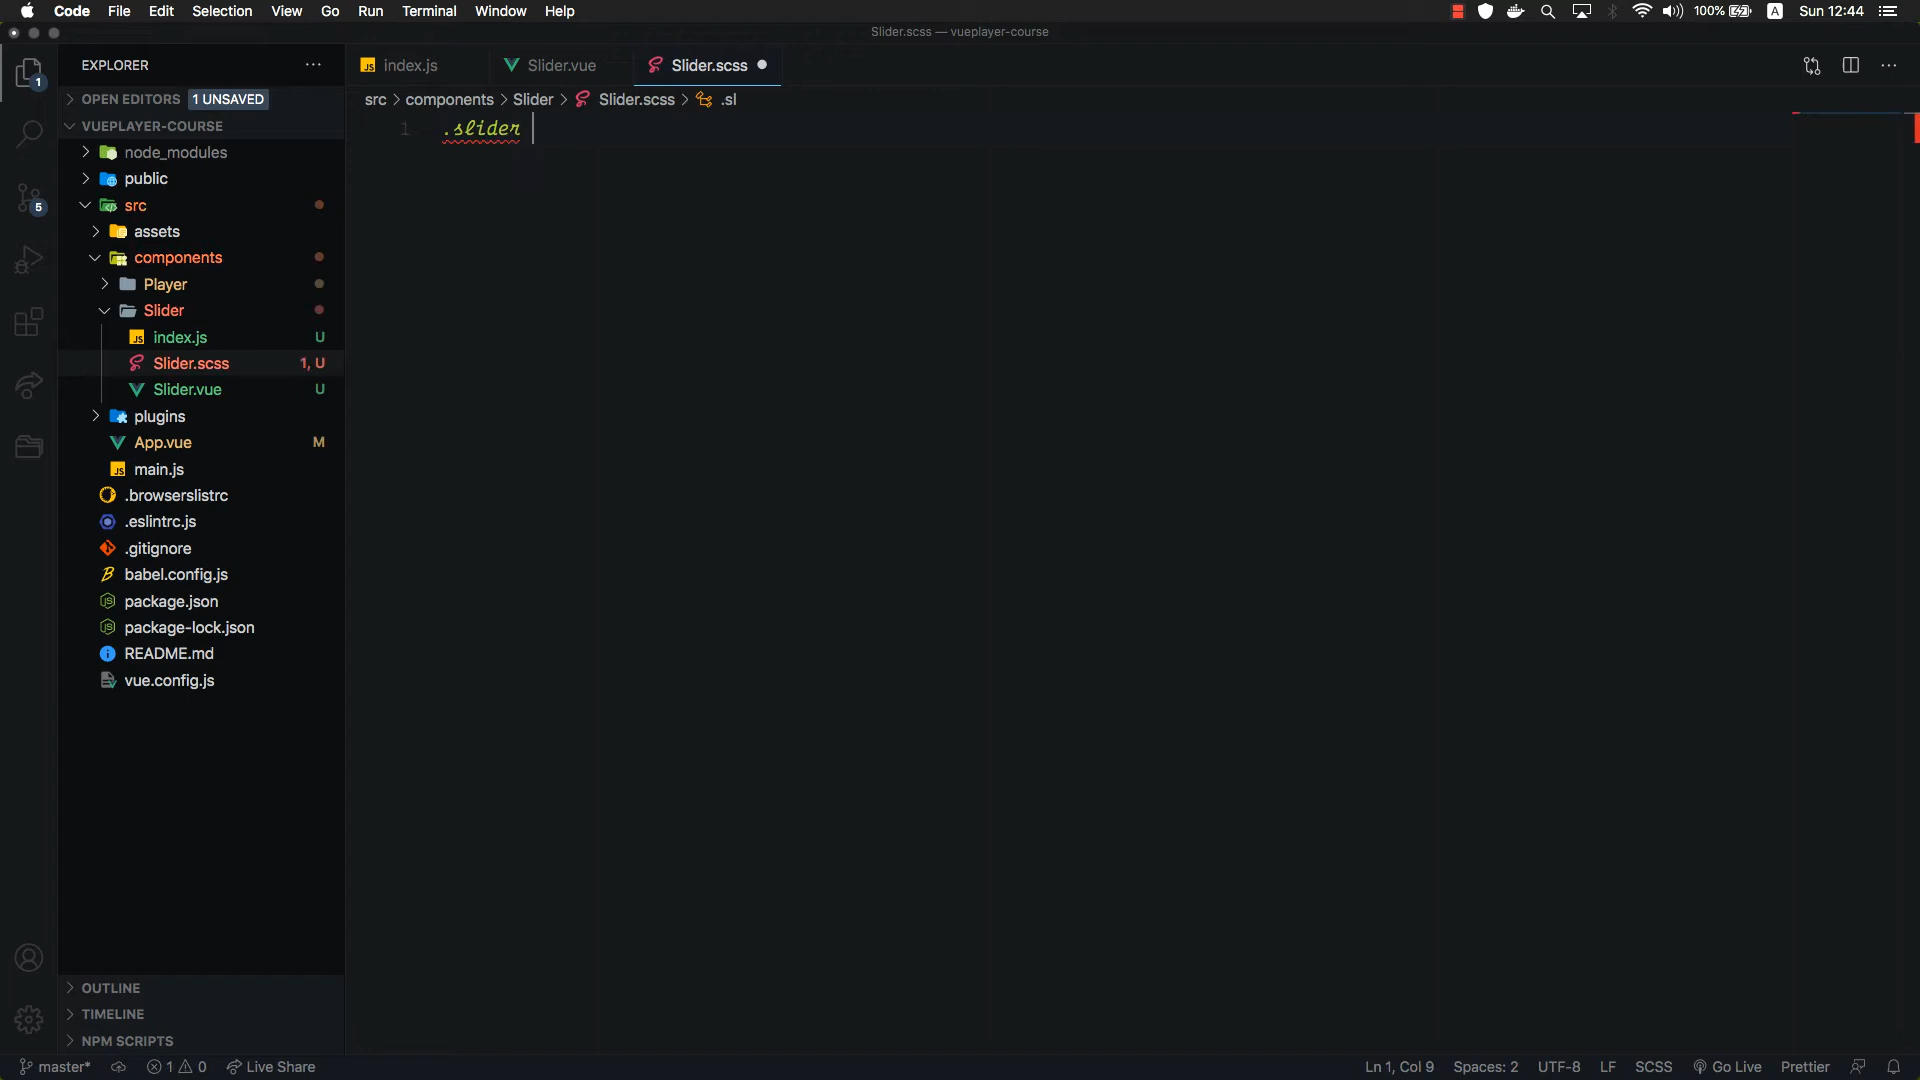 Code File Edit Selection View Go Run Terminal Window Help 100% A Sun 12:44
Slider.scss — vueplayer-course
1
EXPLORER
index.js Slider.vue Slider.scss
OPEN EDITORS 1 UNSAVED
src components Slider Slider.scss .sl
VUEPLAYER-COURSE
1 .slider
node_modules
public
src
5
assets
components
Player
Slider
JS index.js U
Slider.scss 1, U
Slider.vue U
plugins
App.vue M
JS main.js
.browserslistrc
.eslintrc.js
.gitignore
babel.config.js
package.json
package-lock.json
README.md
vue.config.js
OUTLINE
TIMELINE
NPM SCRIPTS
master* 1 0 Live Share Ln 1, Col 9 Spaces: 2 UTF-8 LF SCSS Go Live Prettier